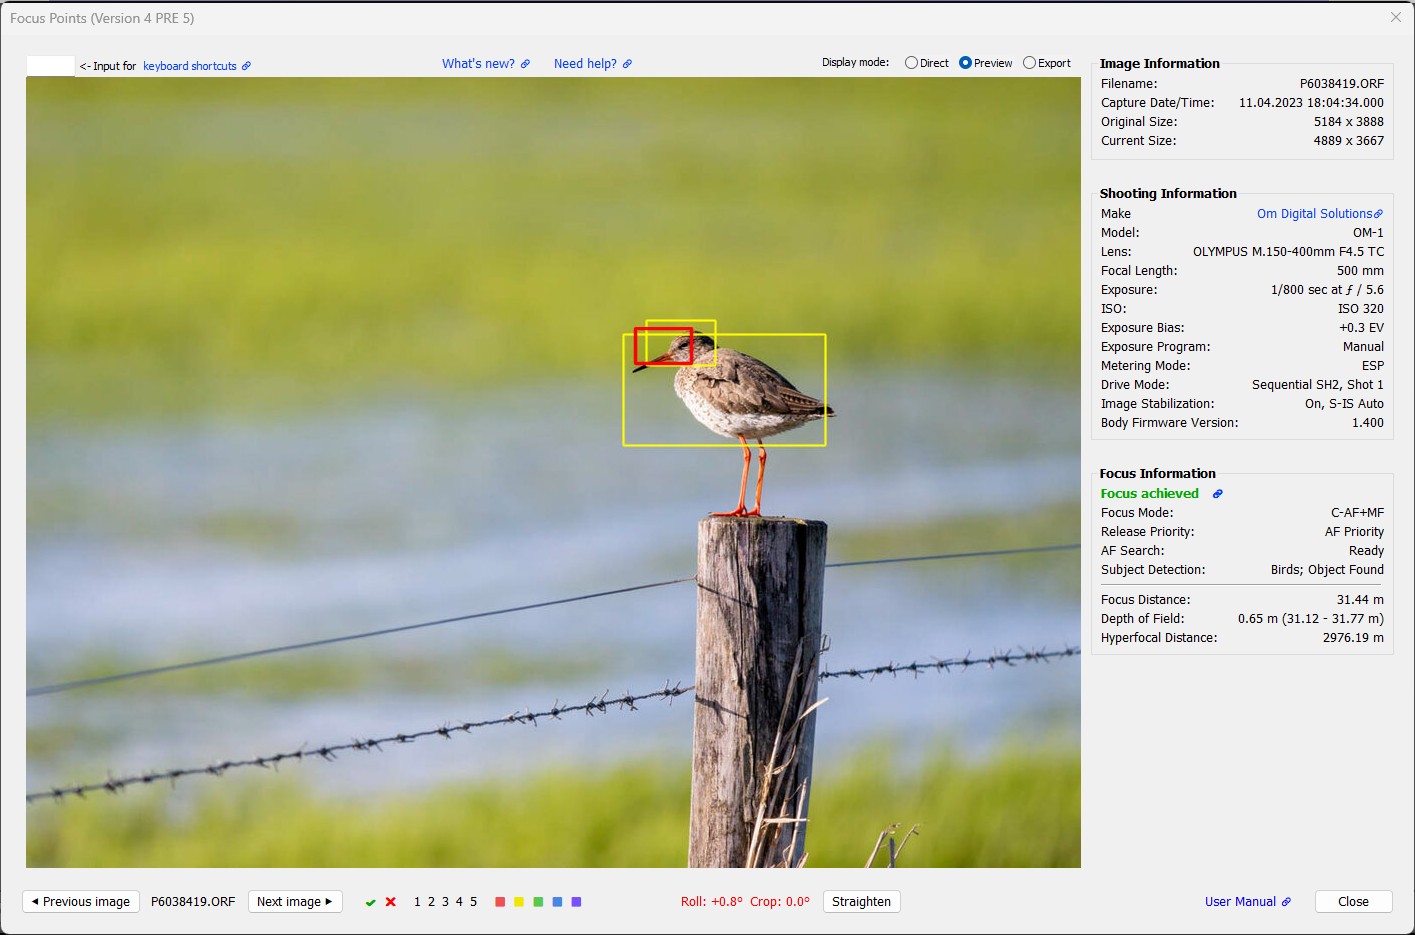 Focus Points (Version 4 PRE 5)
<- Input for keyboard shortcuts
What's new?
Need help?
Display mode: Direct Preview Export
Image Information
Filename: P6038419.ORF
Capture Date/Time: 11.04.2023 18:04:34.000
Original Size: 5184 x 3888
Current Size: 4889 x 3667
Shooting Information
Make Om Digital Solutions
Model: OM-1
Lens: OLYMPUS M.150-400mm F4.5 TC
Focal Length: 500 mm
Exposure: 1/800 sec at ƒ / 5.6
ISO: ISO 320
Exposure Bias: +0.3 EV
Exposure Program: Manual
Metering Mode: ESP
Drive Mode: Sequential SH2, Shot 1
Image Stabilization: On, S-IS Auto
Body Firmware Version: 1.400
Focus Information
Focus achieved
Focus Mode: C-AF+MF
Release Priority: AF Priority
AF Search: Ready
Subject Detection: Birds; Object Found
Focus Distance: 31.44 m
Depth of Field: 0.65 m (31.12 - 31.77 m)
Hyperfocal Distance: 2976.19 m
Previous image P6038419.ORF Next image 1 2 3 4 5 Roll: +0.8° Crop: 0.0° Straighten User Manual Close